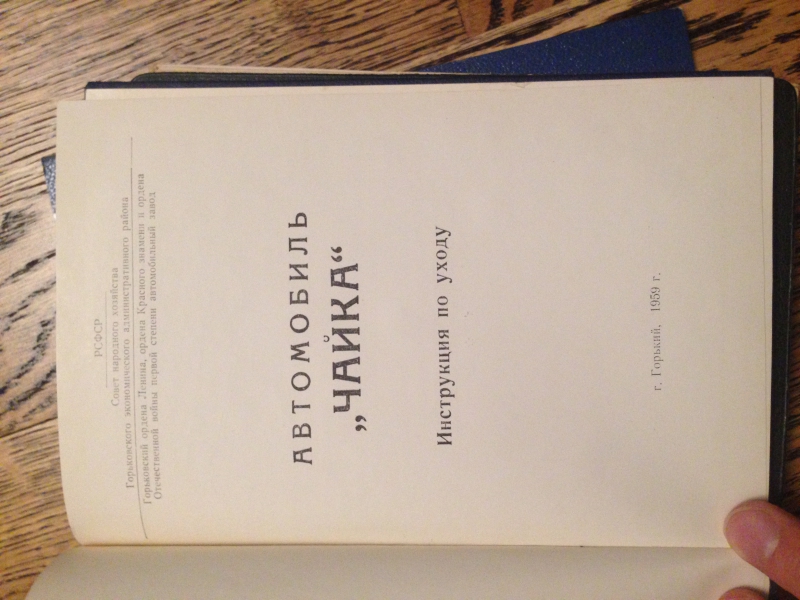 РСФСР
Совет народного хозяйства
Горьковского экономического административного района
Горьковский ордена Ленина, ордена Красного знамени и ордена
Отечественной войны первой степени автомобильный завод
АВТОМОБИЛЬ
„ЧАЙКА“
Инструкция по уходу
г. Горький, 1959 г.